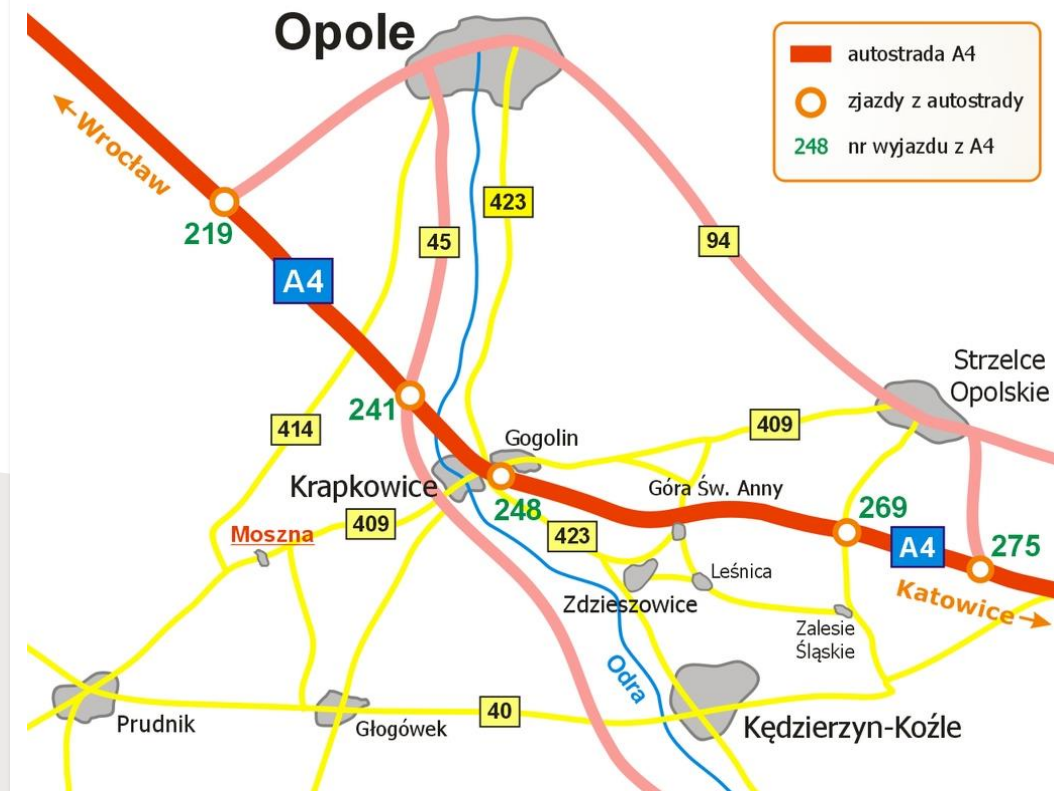 Opole
autostrada A4
zjazdy z autostrady
248 nr wyjazdu z A4
Wrocław
219
A4
423
45
94
241
414
Strzelce
Opolskie
409
Gogolin
Krapkowice
248
Góra Św. Anny
269
409
423
A4
275
Moszna
Leśnica
Katowice
Zdzieszowice
Zalesie
Śląskie
Odra
Prudnik
Głogówek
40
Kędzierzyn-Koźle